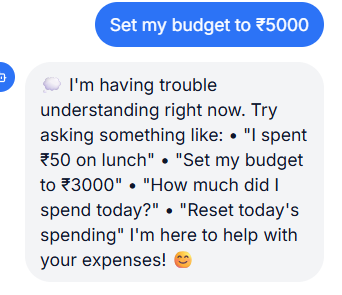 Set my budget to ₹5000
💭 I'm having trouble
understanding right now. Try
asking something like: • "I spent
₹50 on lunch" • "Set my budget
to ₹3000" • "How much did I
spend today?" • "Reset today's
spending" I'm here to help with
your expenses! 😊